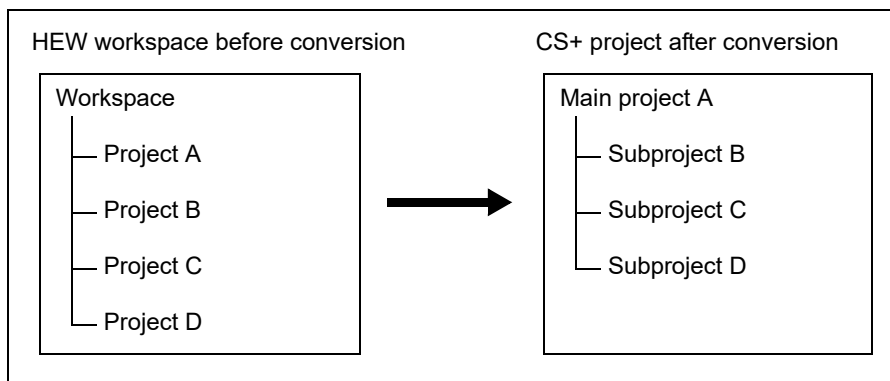 HEW workspace before conversion
Workspace
Project A
Project B
Project C
Project D
CS+ project after conversion
Main project A
Subproject B
Subproject C
Subproject D